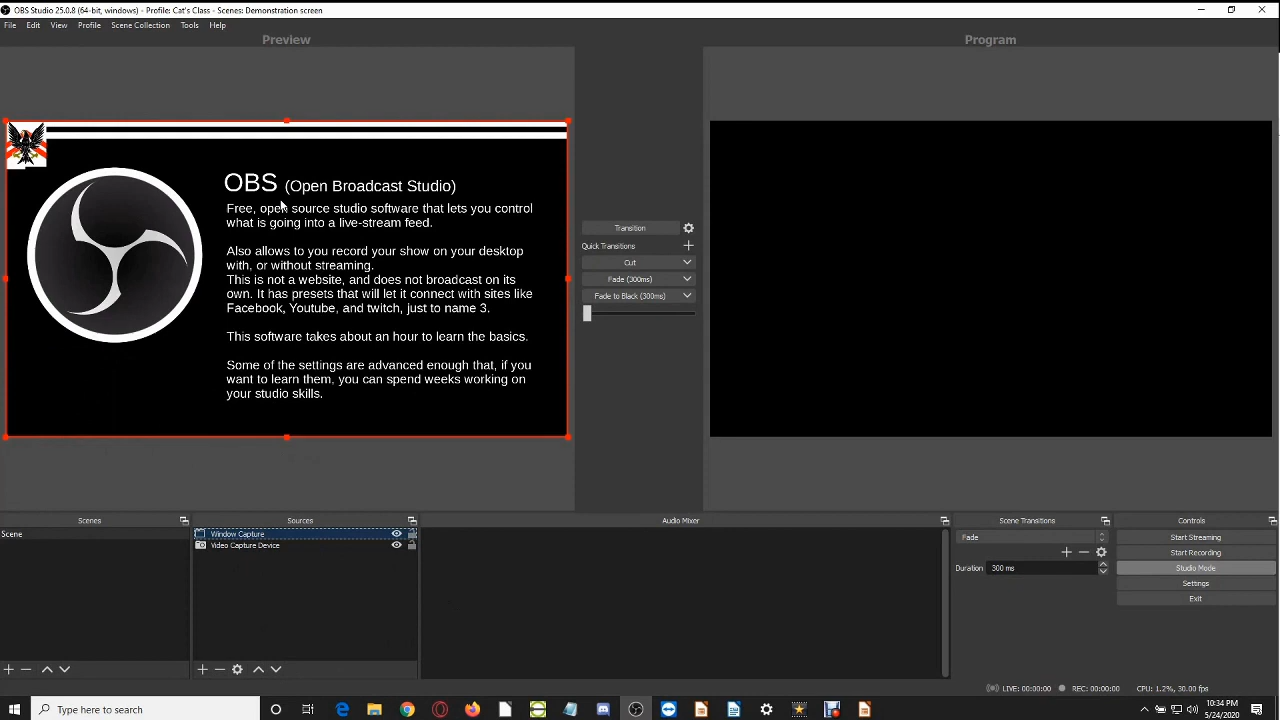 OBS Studio 25.0.8 (64-bit, windows) - Profile: Cat's Class - Scenes: Demonstration screen
File Edit View Profile Scene Collection Tools Help
Preview
Program
OBS (Open Broadcast Studio)
Free, open source studio software that lets you control
what is going into a live-stream feed.
Also allows to you record your show on your desktop
with, or without streaming.
This is not a website, and does not broadcast on its
own. It has presets that will let it connect with sites like
Facebook, Youtube, and twitch, just to name 3.
This software takes about an hour to learn the basics.
Some of the settings are advanced enough that, if you
want to learn them, you can spend weeks working on
your studio skills.
Transition
Quick Transitions
Cut
Fade (300ms)
Fade to Black (300ms)
Scenes
Scene
Sources
Window Capture
Video Capture Device
Audio Mixer
Scene Transitions
Fade
Duration 300 ms
Controls
Start Streaming
Start Recording
Studio Mode
Settings
Exit
LIVE: 00:00:00 REC: 00:00:00 CPU: 1.2%, 30.00 fps
Type here to search
10:34 PM
5/24/2020